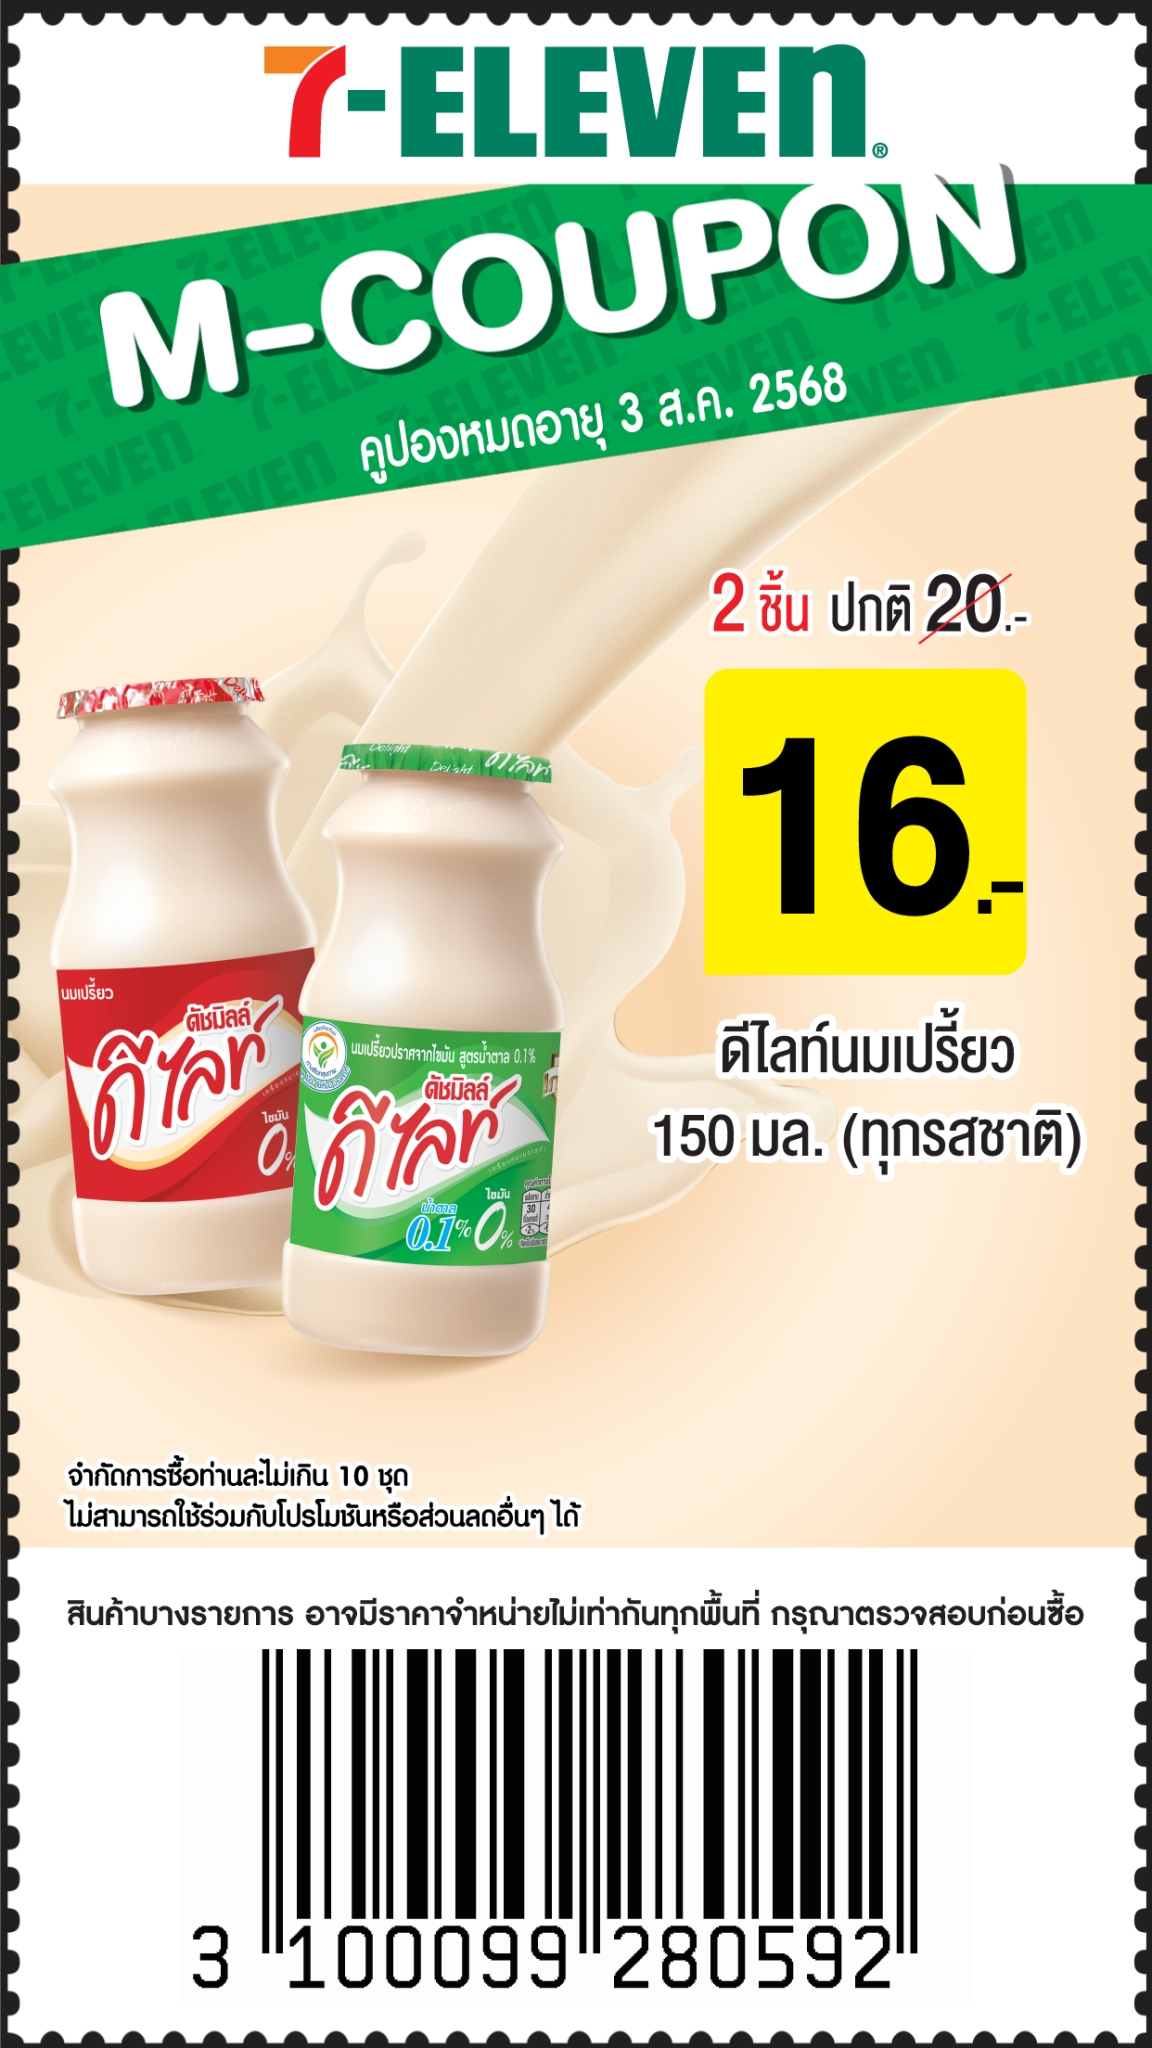 7-ELEVEN®
M-COUPON
คูปองหมดอายุ 3 ส.ค. 2568
2 ชิ้น ปกติ 20.-
16.-
ดีไลท์นมเปรี้ยว
150 มล. (ทุกรสชาติ)
นมเปรี้ยว
ดัชมิลล์
ดีไลท์
ไขมัน
0%
Delight
ดีไลท์
นมเปรี้ยวปราศจากไขมัน สูตรน้ำตาล 0.1%
ดัชมิลล์
ดีไลท์
น้ำตาล
0.1%
ไขมัน
0%
จำกัดการซื้อท่านละไม่เกิน 10 ชุด
ไม่สามารถใช้ร่วมกับโปรโมชันหรือส่วนลดอื่นๆ ได้
สินค้าบางรายการ อาจมีราคาจำหน่ายไม่เท่ากันทุกพื้นที่ กรุณาตรวจสอบก่อนซื้อ
3 100099 280592